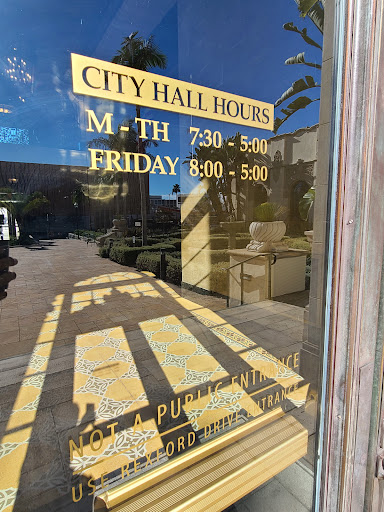 CITY HALL HOURS
M - TH 7:30 - 5:00
FRIDAY 8:00 - 5:00
NOT A PUBLIC ENTRANCE
USE REXFORD DRIVE ENTRANCE